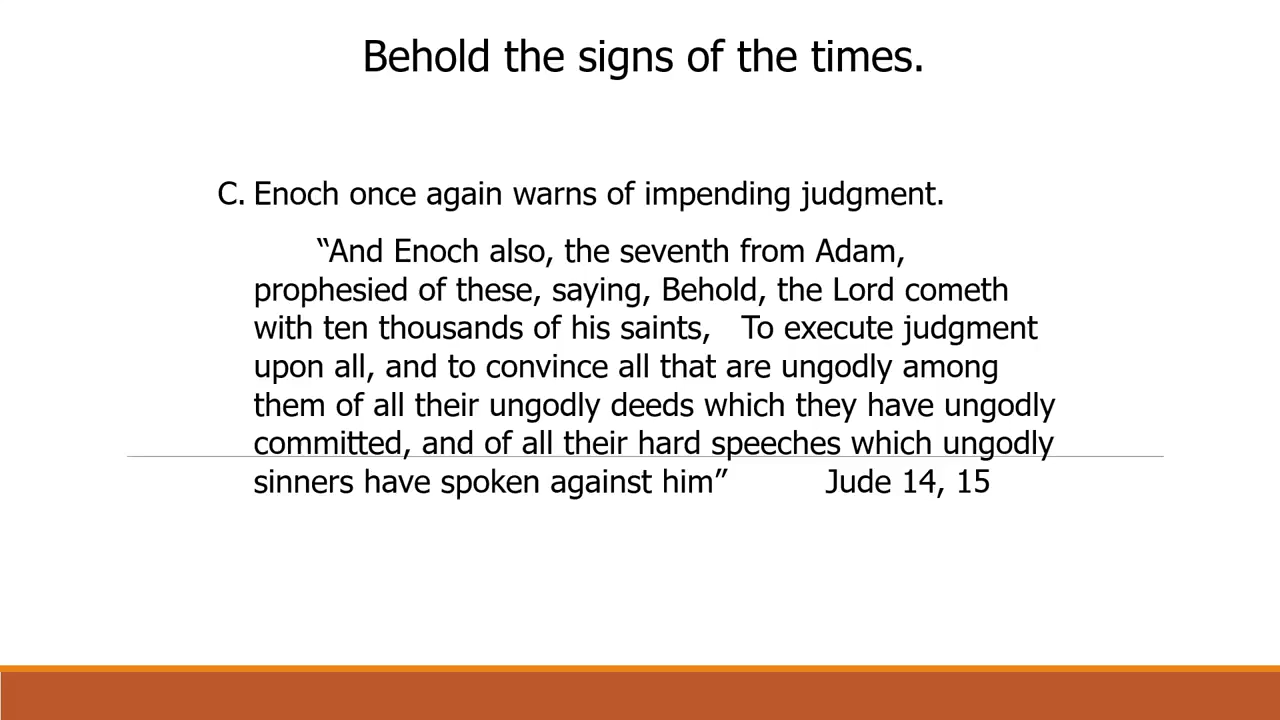 Behold the signs of the times.
C. Enoch once again warns of impending judgment.
“And Enoch also, the seventh from Adam,
prophesied of these, saying, Behold, the Lord cometh
with ten thousands of his saints,   To execute judgment
upon all, and to convince all that are ungodly among
them of all their ungodly deeds which they have ungodly
committed, and of all their hard speeches which ungodly
sinners have spoken against him”   Jude 14, 15